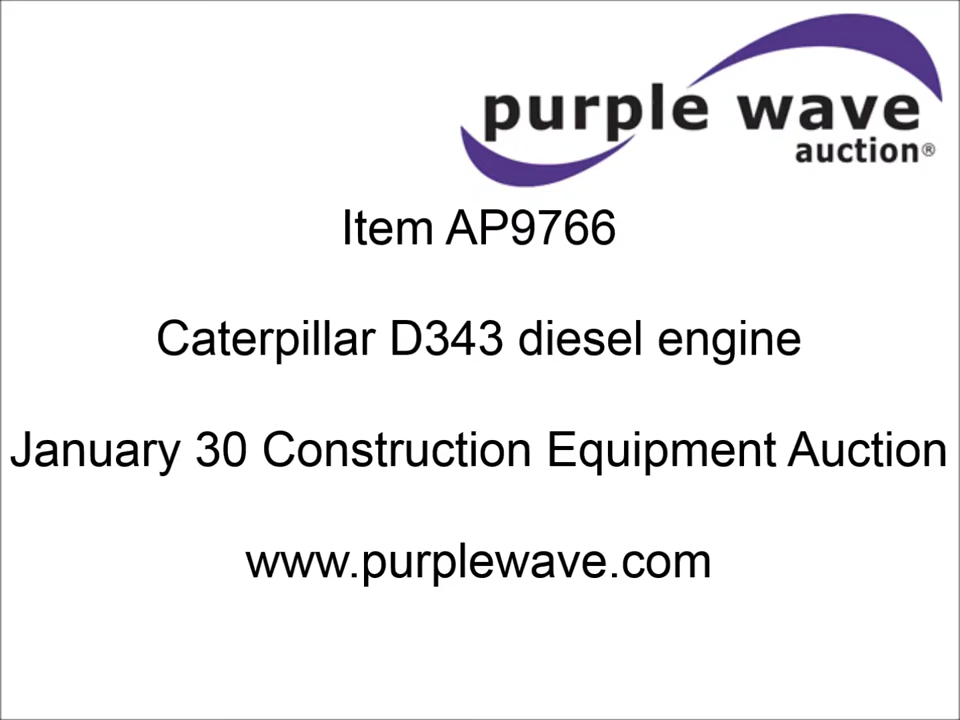 purple wave
auction®
Item AP9766
Caterpillar D343 diesel engine
January 30 Construction Equipment Auction
www.purplewave.com